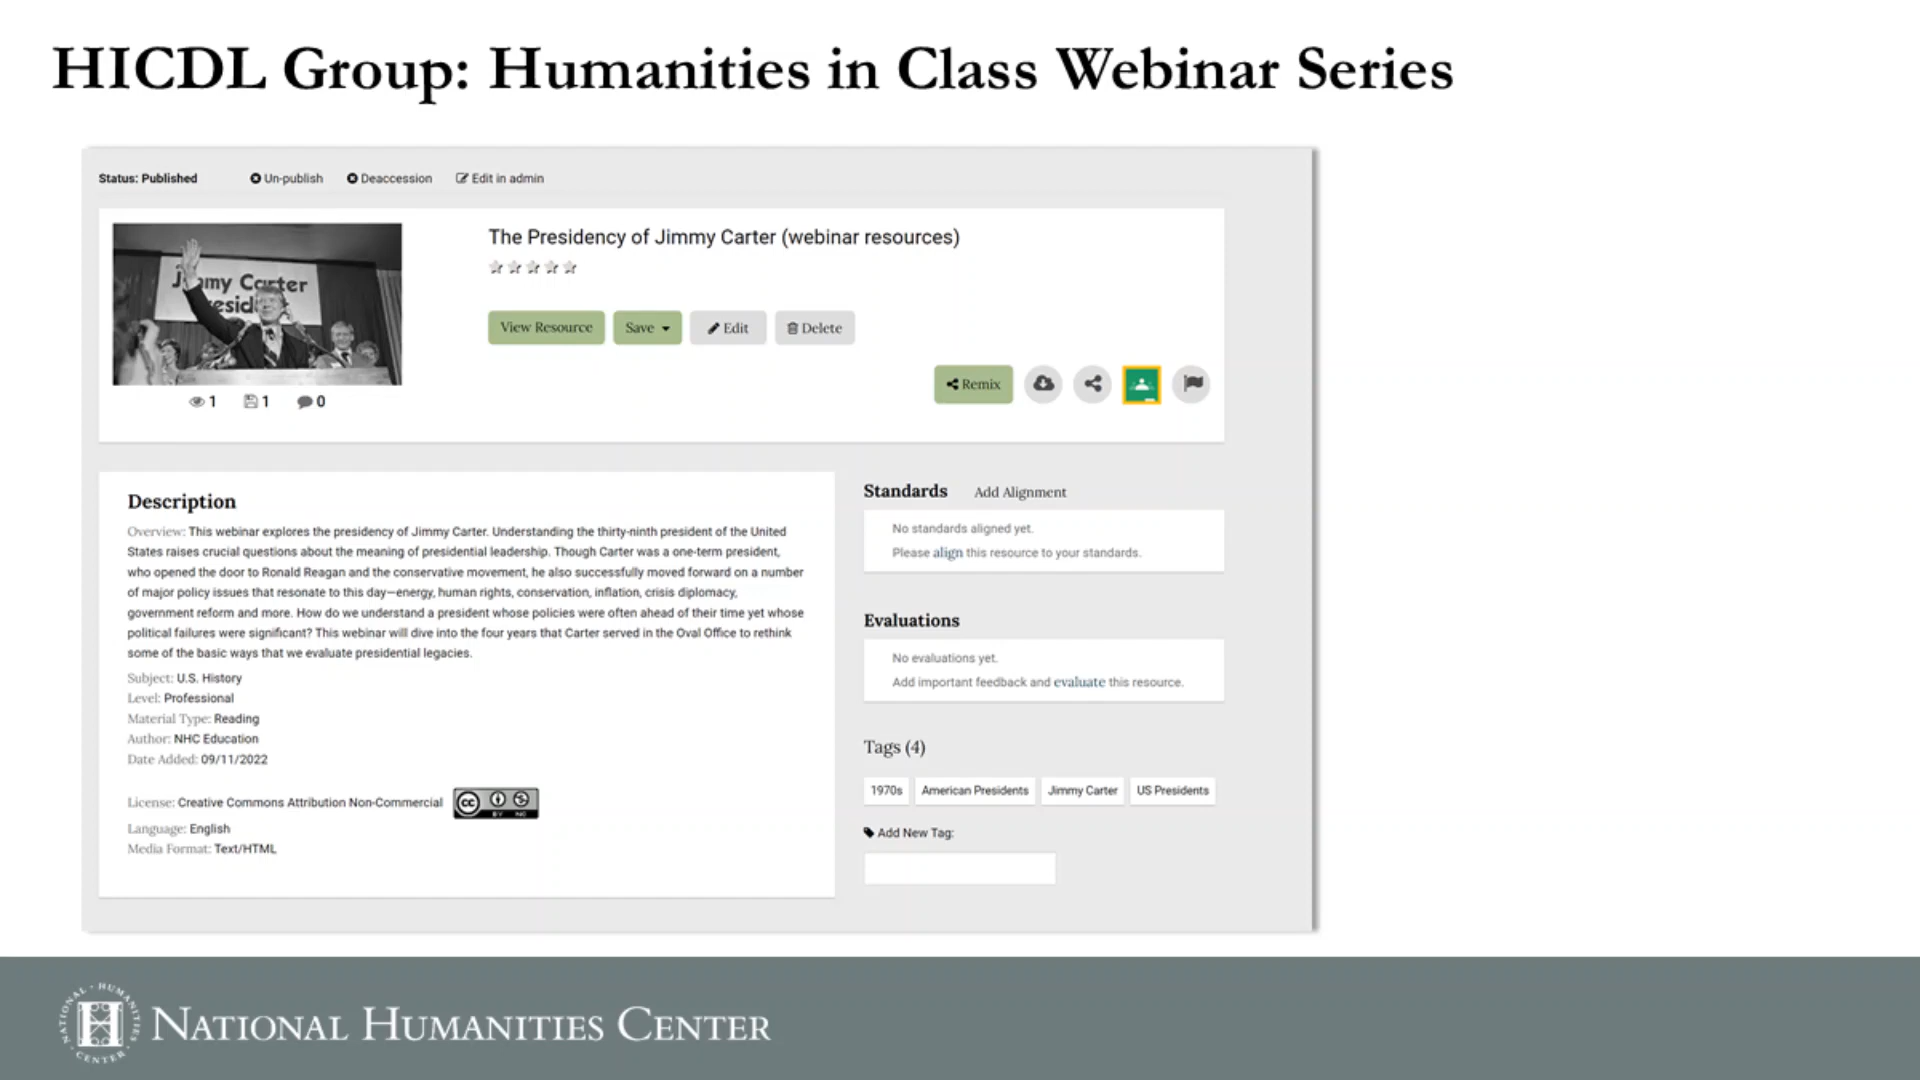 HICDL Group: Humanities in Class Webinar Series
Status: Published Un-publish Deaccession Edit in admin
The Presidency of Jimmy Carter (webinar resources)
View Resource Save Edit Delete
Remix
1 1 0
Description
Overview: This webinar explores the presidency of Jimmy Carter. Understanding the thirty-ninth president of the United
States raises crucial questions about the meaning of presidential leadership. Though Carter was a one-term president,
who opened the door to Ronald Reagan and the conservative movement, he also successfully moved forward on a number
of major policy issues that resonate to this day—energy, human rights, conservation, inflation, crisis diplomacy,
government reform and more. How do we understand a president whose policies were often ahead of their time yet whose
political failures were significant? This webinar will dive into the four years that Carter served in the Oval Office to rethink
some of the basic ways that we evaluate presidential legacies.
Subject: U.S. History
Level: Professional
Material Type: Reading
Author: NHC Education
Date Added: 09/11/2022
License: Creative Commons Attribution Non-Commercial
cc BY NC
Language: English
Media Format: Text/HTML
Standards Add Alignment
No standards aligned yet.
Please align this resource to your standards.
Evaluations
No evaluations yet.
Add important feedback and evaluate this resource.
Tags (4)
1970s American Presidents Jimmy Carter US Presidents
Add New Tag:
NATIONAL HUMANITIES CENTER
NATIONAL · HUMANITIES · CENTER